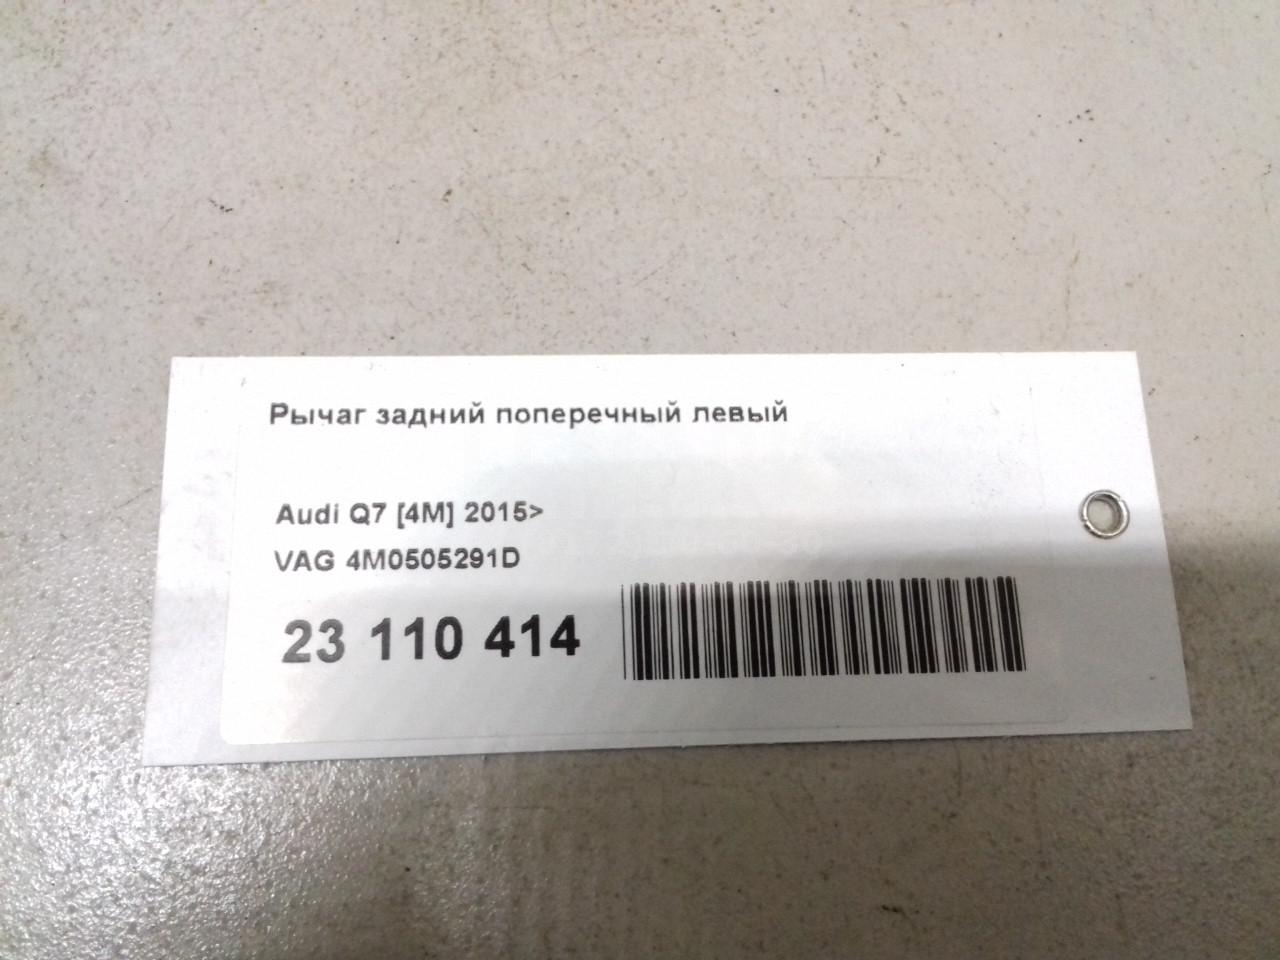 Рычаг задний поперечный левый
Audi Q7 [4M] 2015>
VAG 4M0505291D
23 110 414